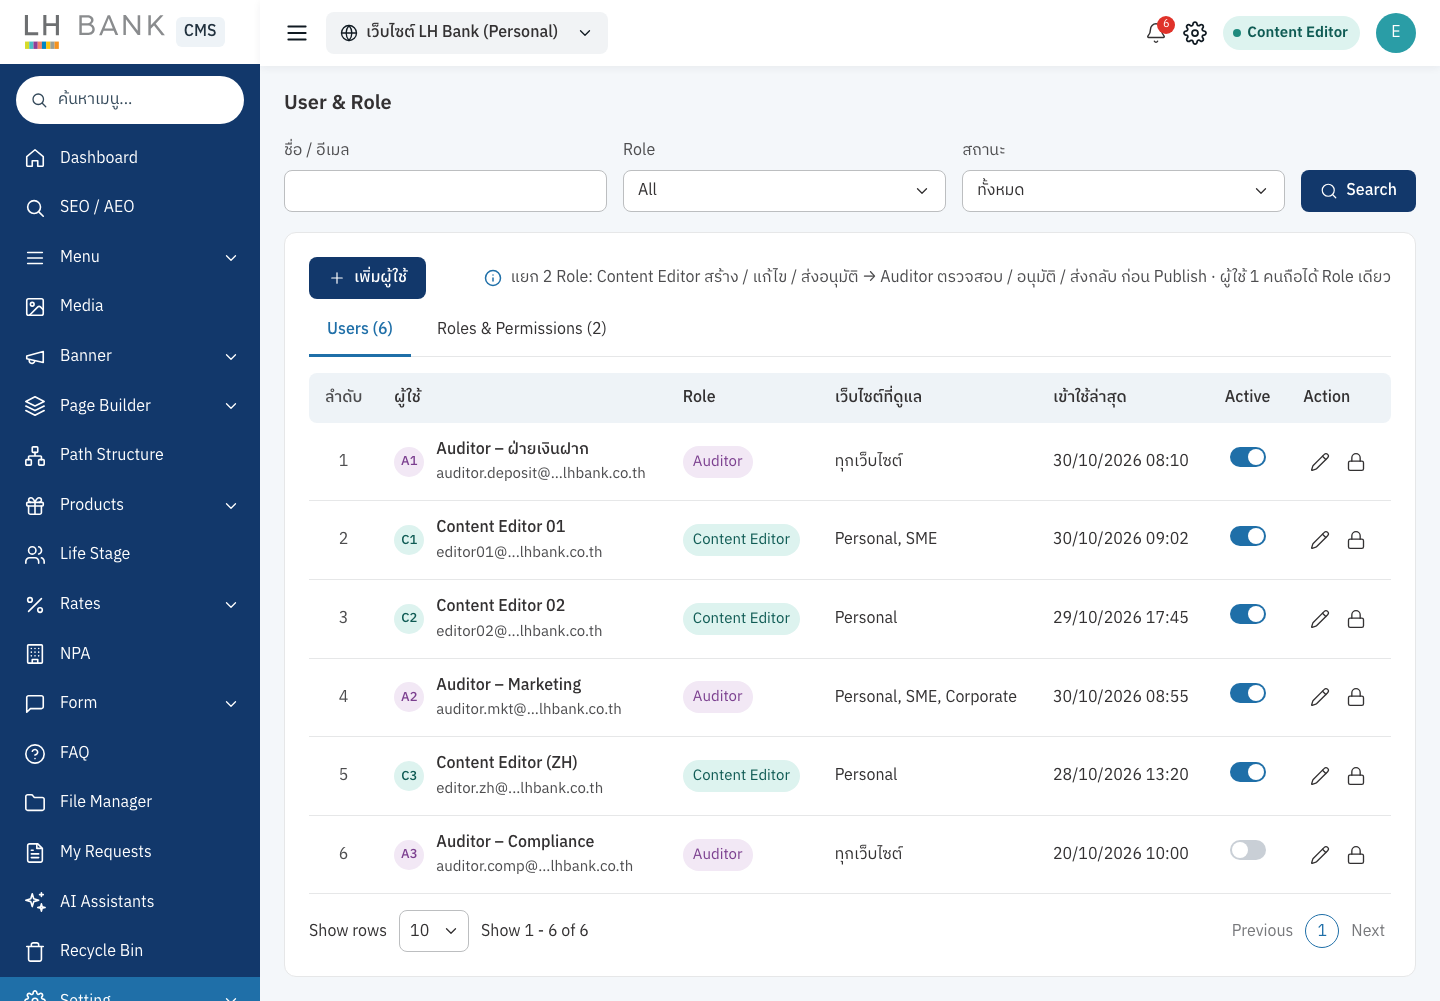 LH BANK CMS
เว็บไซต์ LH Bank (Personal)
6
Content Editor
E
ค้นหาเมนู...
Dashboard
SEO / AEO
Menu
Media
Banner
Page Builder
Path Structure
Products
Life Stage
Rates
NPA
Form
FAQ
File Manager
My Requests
AI Assistants
Recycle Bin
Setting
User & Role
ชื่อ / อีเมล Role สถานะ
All ทั้งหมด Search
เพิ่มผู้ใช้ แยก 2 Role: Content Editor สร้าง / แก้ไข / ส่งอนุมัติ → Auditor ตรวจสอบ / อนุมัติ / ส่งกลับ ก่อน Publish · ผู้ใช้ 1 คนถือได้ Role เดียว
Users (6) Roles & Permissions (2)
ลำดับ ผู้ใช้ Role เว็บไซต์ที่ดูแล เข้าใช้ล่าสุด Active Action
1 A1 Auditor – ฝ่ายเงินฝาก Auditor ทุกเว็บไซต์ 30/10/2026 08:10
auditor.deposit@...lhbank.co.th
2 C1 Content Editor 01 Content Editor Personal, SME 30/10/2026 09:02
editor01@...lhbank.co.th
3 C2 Content Editor 02 Content Editor Personal 29/10/2026 17:45
editor02@...lhbank.co.th
4 A2 Auditor – Marketing Auditor Personal, SME, Corporate 30/10/2026 08:55
auditor.mkt@...lhbank.co.th
5 C3 Content Editor (ZH) Content Editor Personal 28/10/2026 13:20
editor.zh@...lhbank.co.th
6 A3 Auditor – Compliance Auditor ทุกเว็บไซต์ 20/10/2026 10:00
auditor.comp@...lhbank.co.th
Show rows 10 Show 1 - 6 of 6 Previous 1 Next